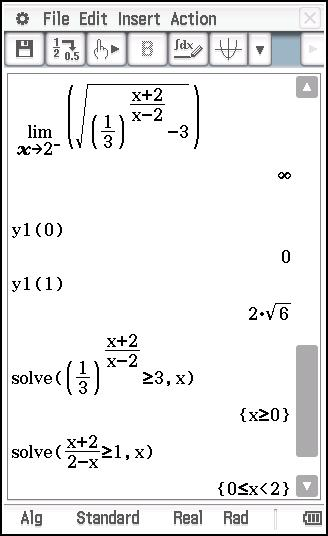 File Edit Insert Action
1/2 0.5 B ∫dx
lim x→2⁻ (√((1/3)^((x+2)/(x-2)) -3))
∞
y1(0)
0
y1(1)
2·√6
solve((1/3)^((x+2)/(x-2)) ≥3,x)
{x≥0}
solve((x+2)/(2-x) ≥1,x)
{0≤x<2}
Alg Standard Real Rad